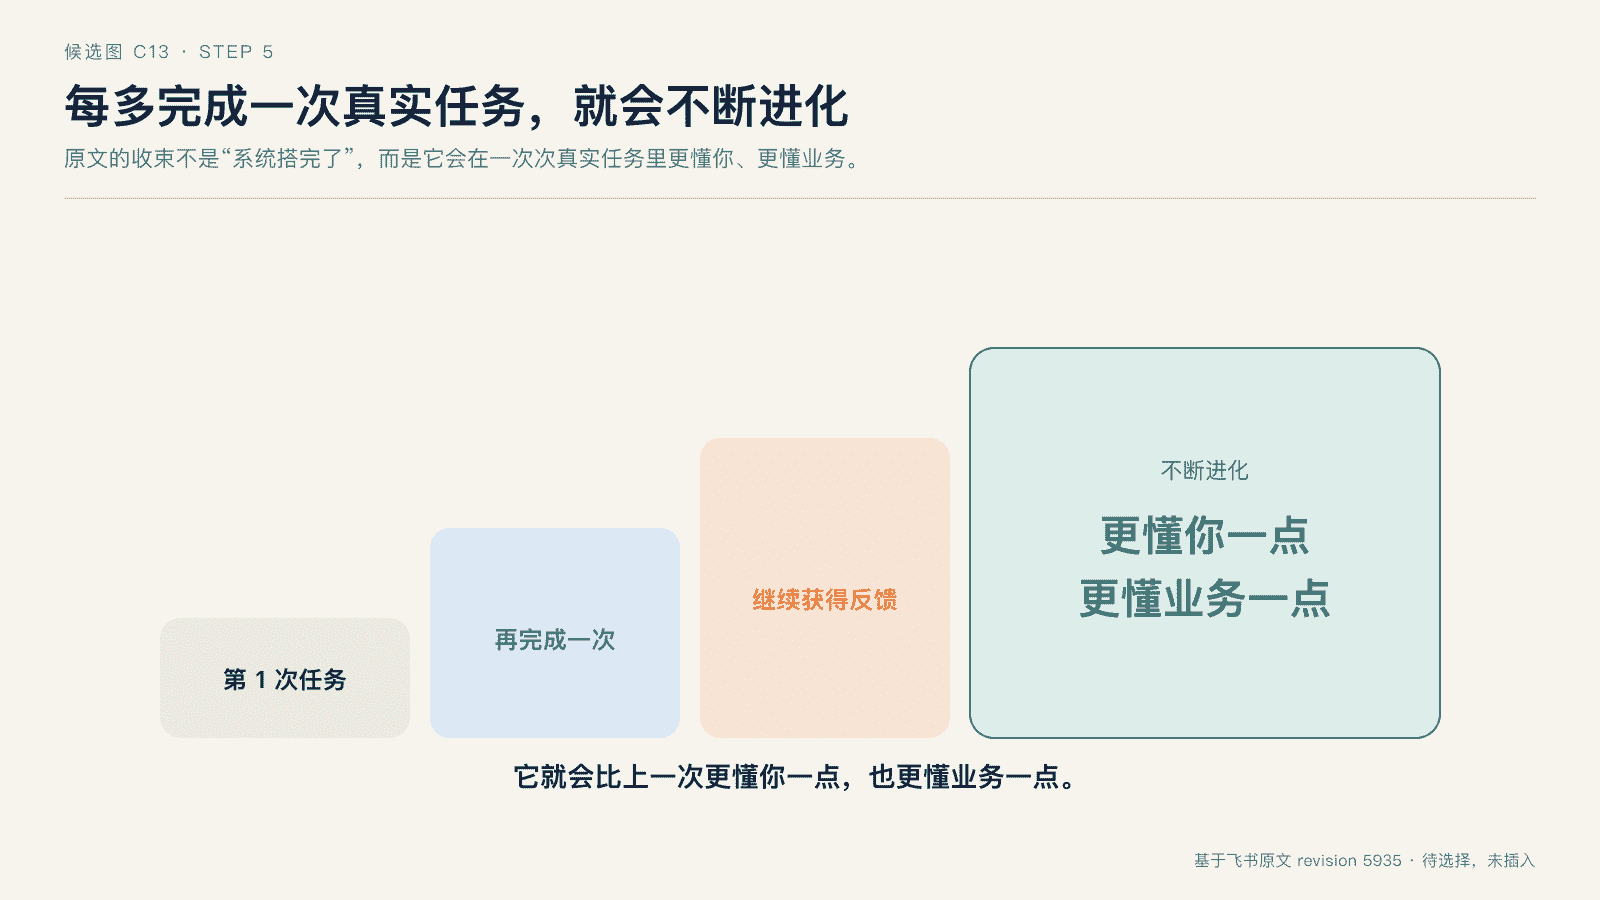 候选图 C13 · STEP 5
每多完成一次真实任务，就会不断进化
原文的收束不是“系统搭完了”，而是它会在一次次真实任务里更懂你、更懂业务。
第 1 次任务
再完成一次
继续获得反馈
不断进化
更懂你一点
更懂业务一点
它就会比上一次更懂你一点，也更懂业务一点。
基于飞书原文 revision 5935 · 待选择，未插入